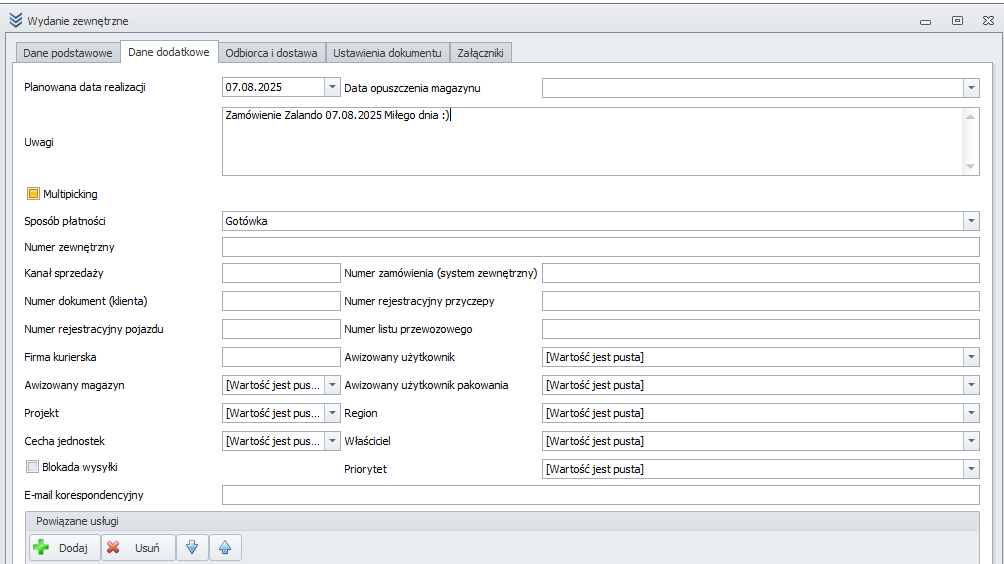 Wydanie zewnętrzne
Dane podstawowe Dane dodatkowe Odbiorca i dostawa Ustawienia dokumentu Załączniki
Planowana data realizacji 07.08.2025 Data opuszczenia magazynu
Zamówienie Zalando 07.08.2025 Miłego dnia :)
Uwagi
Multipicking
Sposób płatności Gotówka
Numer zewnętrzny
Kanał sprzedaży Numer zamówienia (system zewnętrzny)
Numer dokument (klienta) Numer rejestracyjny przyczepy
Numer rejestracyjny pojazdu Numer listu przewozowego
Firma kurierska Awizowany użytkownik [Wartość jest pusta]
Awizowany magazyn [Wartość jest pus... Awizowany użytkownik pakowania [Wartość jest pusta]
Projekt [Wartość jest pus... Region [Wartość jest pusta]
Cecha jednostek [Wartość jest pus... Właściciel [Wartość jest pusta]
Blokada wysyłki Priorytet [Wartość jest pusta]
E-mail korespondencyjny
Powiązane usługi
Dodaj Usuń